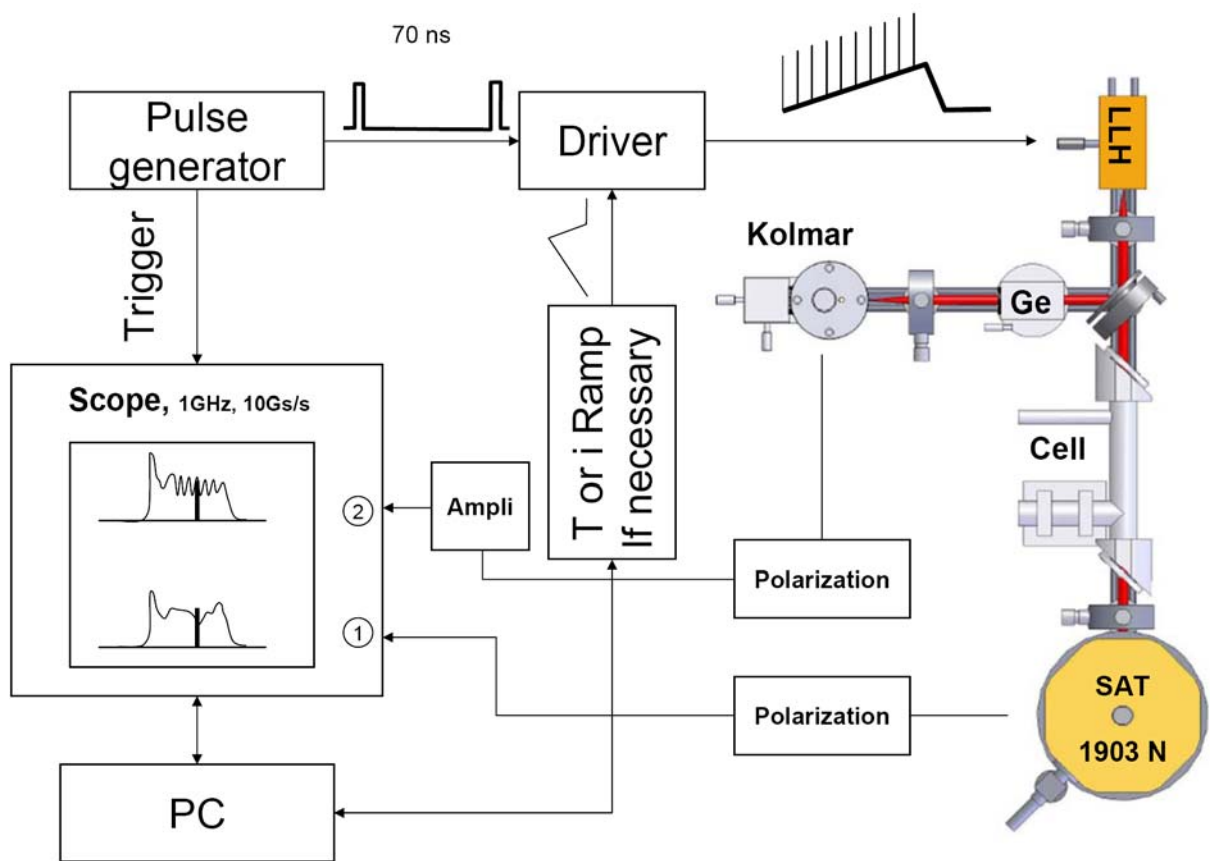 70 ns
Pulse
generator
Driver
LLH
Trigger
Kolmar
Ge
Scope, 1GHz, 10Gs/s
T or i Ramp
If necessary
Cell
2
Ampli
Polarization
1
Polarization
SAT
1903 N
PC